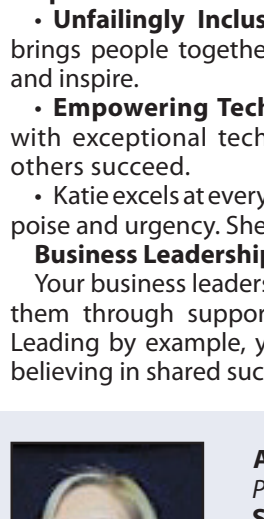 • Unfailingly Inclus
brings people togethe
and inspire.
• Empowering Tech
with exceptional tech
others succeed.
• Katie excels at every
poise and urgency. She
Business Leadership
Your business leaders
them through suppor
Leading by example, y
believing in shared suc
A
P
S